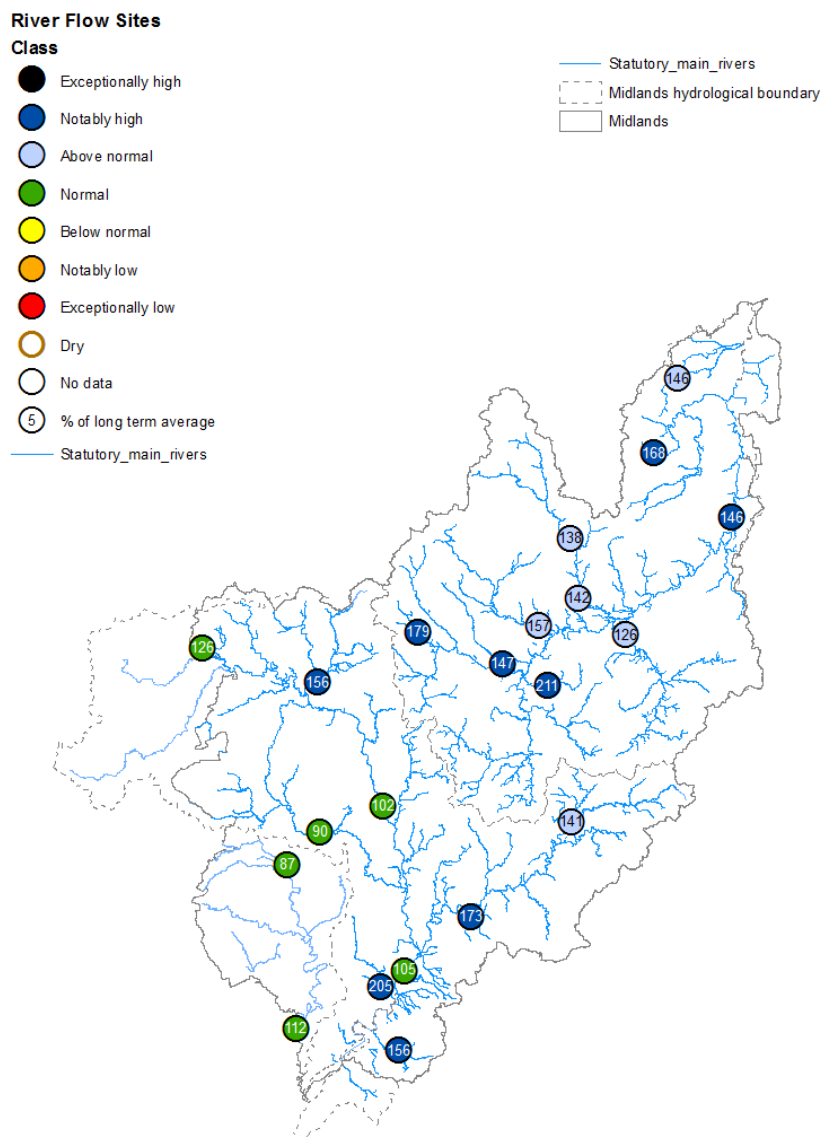 River Flow Sites
Class
Exceptionally high
Notably high
Above normal
Normal
Below normal
Notably low
Exceptionally low
Dry
No data
5 % of long term average
Statutory_main_rivers
Statutory_main_rivers
Midlands hydrological boundary
Midlands
146
168
146
138
142
157
126
179
126
147
156
211
102
141
90
87
173
105
205
112
156